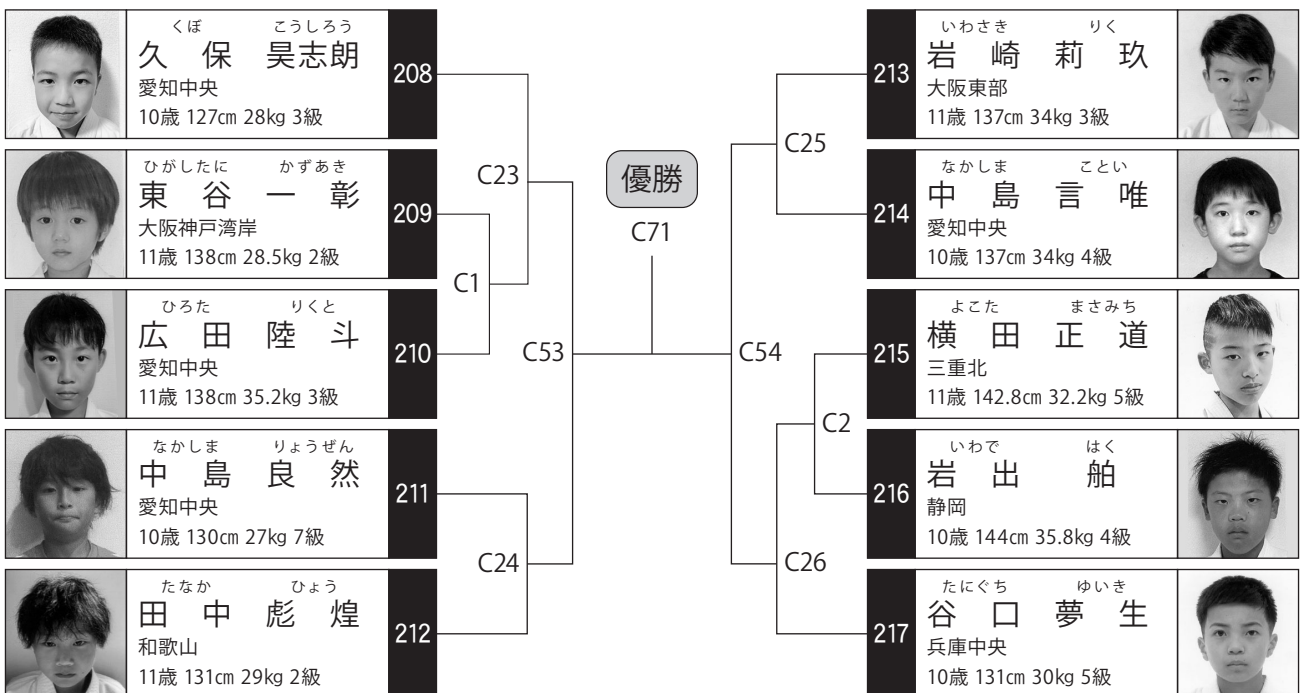 くぼ こうしろう
久保 昊志朗
愛知中央
10歳 127cm 28kg 3級
208
ひがしたに かずあき
東谷 一彰
大阪神戸湾岸
11歳 138cm 28.5kg 2級
209
ひろた りくと
広田 陸斗
愛知中央
11歳 138cm 35.2kg 3級
210
なかしま りょうぜん
中島 良然
愛知中央
10歳 130cm 27kg 7級
211
たなか ひょう
田中 彪煌
和歌山
11歳 131cm 29kg 2級
212
C23
C1
C24
C53
優勝
C71
C54
C25
C2
C26
213
いわさき りく
岩崎 莉玖
大阪東部
11歳 137cm 34kg 3級
214
なかしま ことい
中島 言唯
愛知中央
10歳 137cm 34kg 4級
215
よこた まさみち
横田 正道
三重北
11歳 142.8cm 32.2kg 5級
216
いわで はく
岩出 舶
静岡
10歳 144cm 35.8kg 4級
217
たにぐち ゆいき
谷口 夢生
兵庫中央
10歳 131cm 30kg 5級